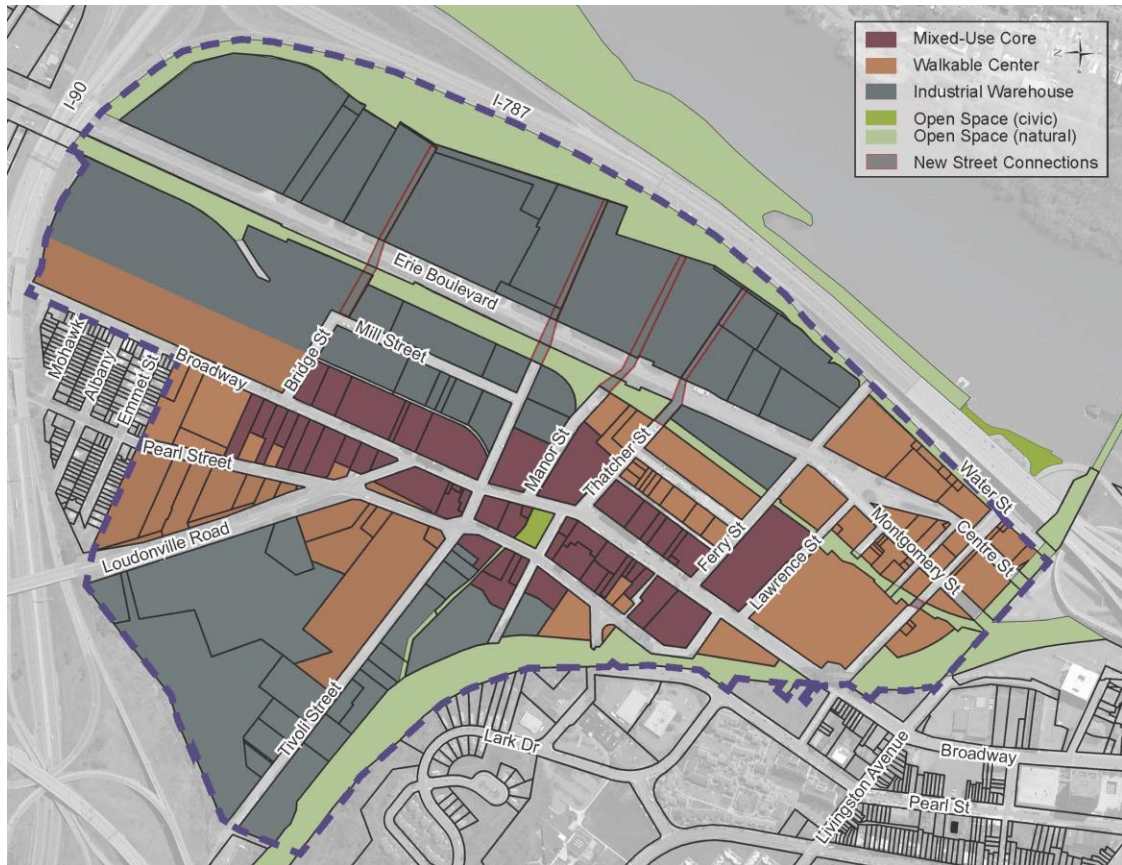 Mixed-Use Core
Walkable Center
Industrial Warehouse
Open Space (civic)
Open Space (natural)
New Street Connections
N
I-90
I-787
Erie Boulevard
Mill Street
Bridge St
Broadway
Mohawk
Albany
Emmet St
Pearl Street
Loudonville Road
Manor St
Thatcher St
Ferry St
Lawrence St
Montgomery St
Centre St
Water St
Tivoli Street
Lark Dr
Livingston Avenue
Broadway
Pearl St